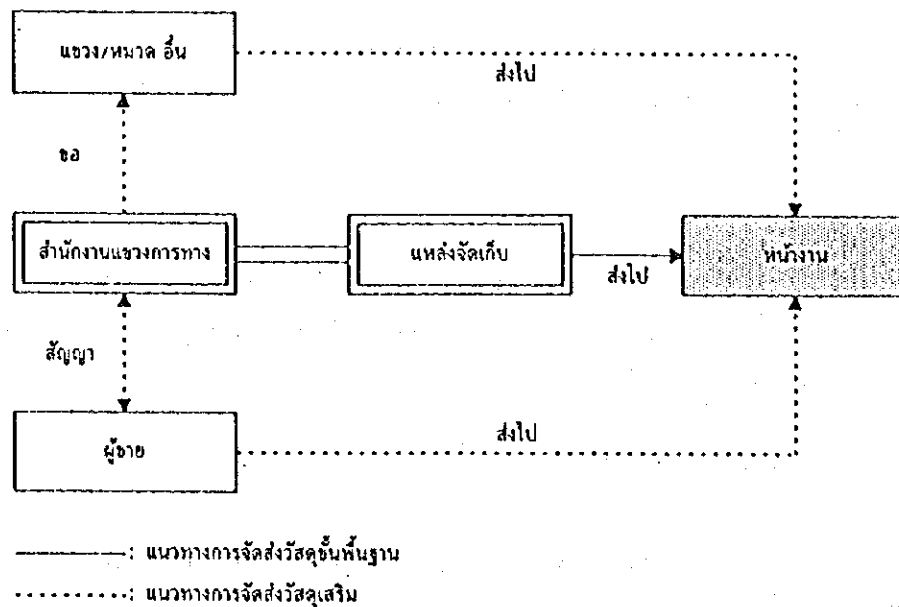 แขวง/หมวด อื่น
ส่งไป
ขอ
สำนักงานแขวงการทาง
แหล่งจัดเก็บ
ส่งไป
หน้างาน
สัญญา
ผู้ขาย
ส่งไป
: แนวทางการจัดส่งวัสดุขั้นพื้นฐาน
: แนวทางการจัดส่งวัสดุเสริม